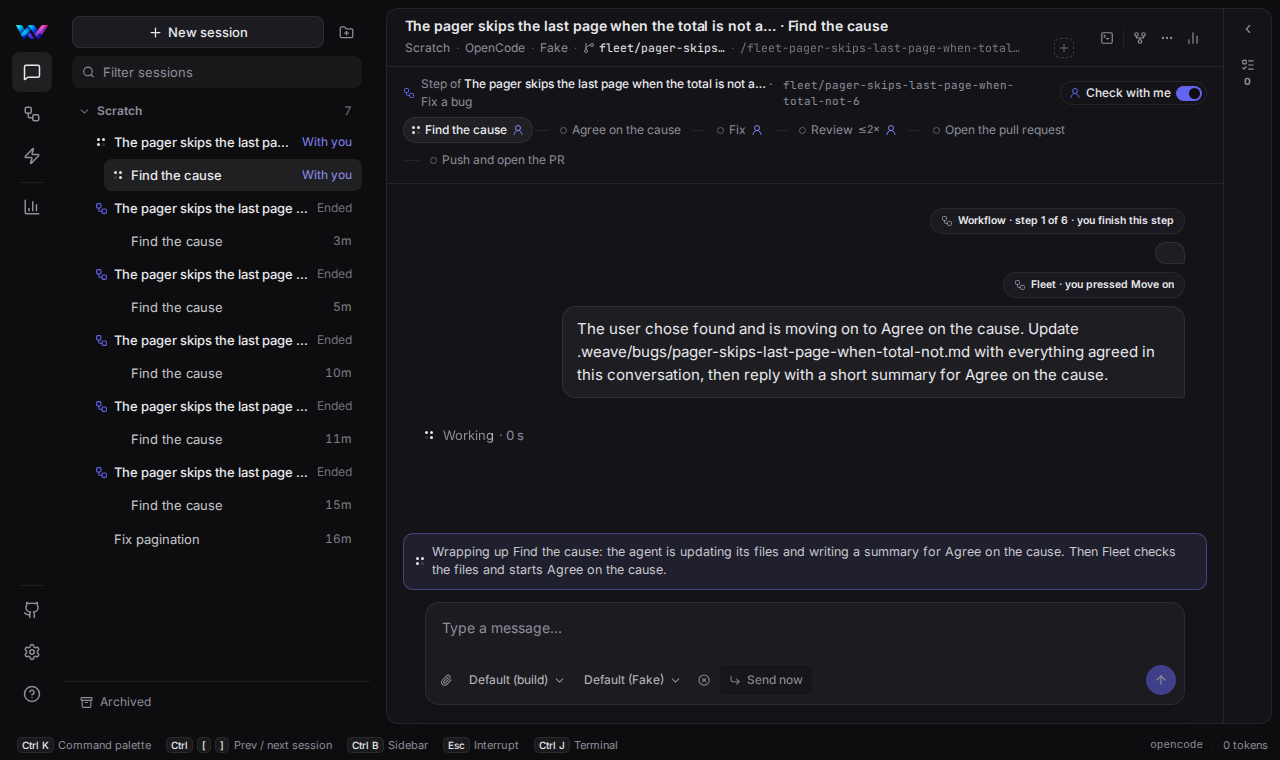 New session
Filter sessions
Scratch 7
The pager skips the last pa... With you
Find the cause With you
The pager skips the last page ... Ended
Find the cause 3m
The pager skips the last page ... Ended
Find the cause 5m
The pager skips the last page ... Ended
Find the cause 10m
The pager skips the last page ... Ended
Find the cause 11m
The pager skips the last page ... Ended
Find the cause 15m
Fix pagination 16m
Archived
The pager skips the last page when the total is not a... · Find the cause
Scratch · OpenCode · Fake · fleet/pager-skips… · /fleet-pager-skips-last-page-when-total…
Step of The pager skips the last page when the total is not a... ·
Fix a bug
fleet/pager-skips-last-page-when-
total-not-6
Check with me
Find the cause
Agree on the cause
Fix
Review ≤2×
Open the pull request
Push and open the PR
0
Workflow · step 1 of 6 · you finish this step
Fleet · you pressed Move on
The user chose found and is moving on to Agree on the cause. Update
.weave/bugs/pager-skips-last-page-when-total-not.md with everything agreed in
this conversation, then reply with a short summary for Agree on the cause.
Working · 0 s
Wrapping up Find the cause: the agent is updating its files and writing a summary for Agree on the cause. Then Fleet checks
the files and starts Agree on the cause.
Type a message...
Default (build)
Default (Fake)
Send now
Ctrl K Command palette
Ctrl [ ] Prev / next session
Ctrl B Sidebar
Esc Interrupt
Ctrl J Terminal
opencode
0 tokens